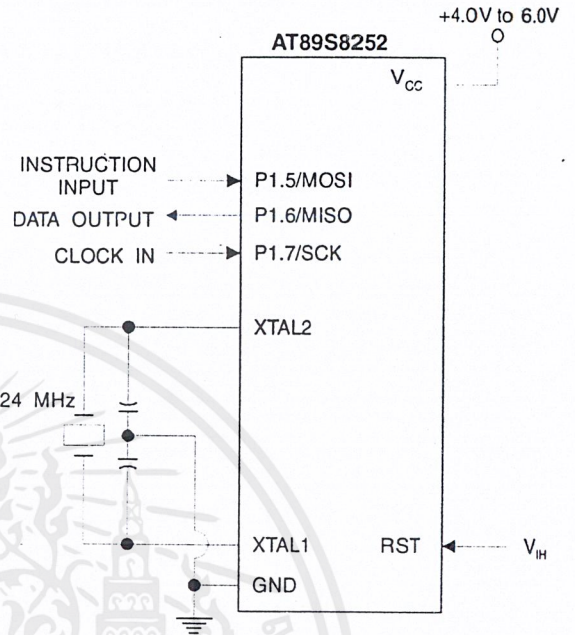 +4.0V to 6.0V
AT89S8252
VCC
INSTRUCTION
INPUT
P1.5/MOSI
DATA OUTPUT
P1.6/MISO
CLOCK IN
P1.7/SCK
XTAL2
24 MHz
XTAL1
RST
VIH
GND